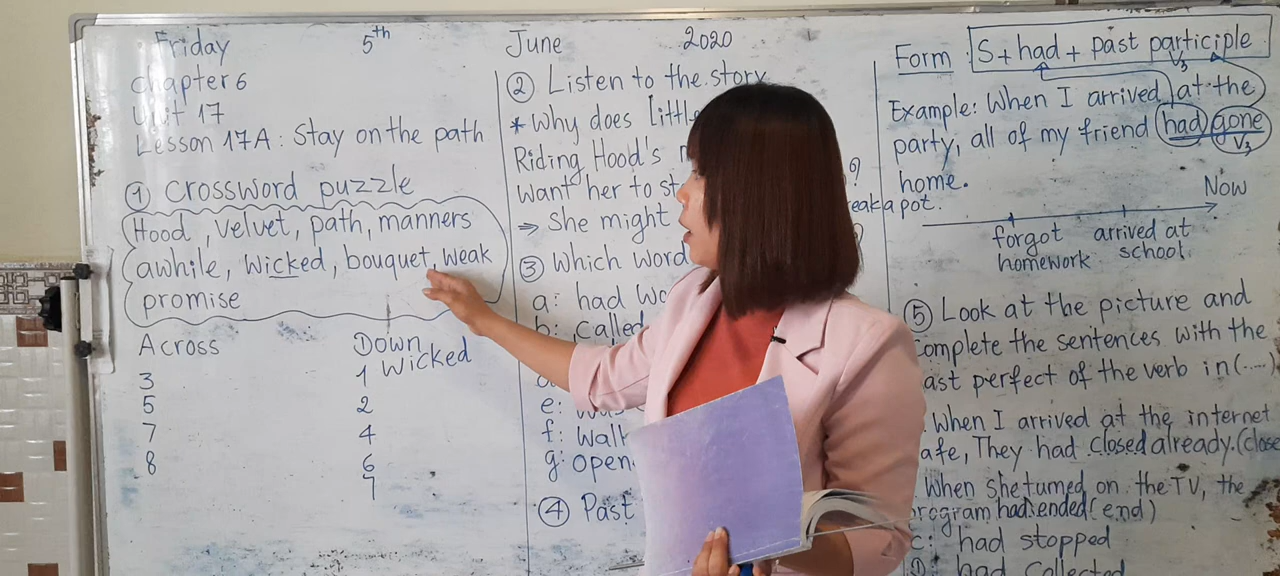 Friday 5th June 2020
Chapter 6
Unit 17
Lesson 17A: Stay on the path
① Crossword puzzle
Hood, velvet, path, manners
awhile, wicked, bouquet, weak
promise
Across
3
5
7
8
Down
1 Wicked
2
4
6
7
② Listen to the story
* Why does Little
Riding Hood's
want her to
?
⇒ She might
break a pot.
③ Which word
a: had
b: called
e: was
f: walk
g: open
④ Past
Form: S + had + past participle
V3
Example: When I arrived at the
party, all of my friend had gone
V3
home.
Now
forgot
homework
arrived at
school
⑤ Look at the picture and
complete the sentences with the
past perfect of the verb in (....)
When I arrived at the internet
cafe, They had closed already. (close
When she turned on the TV, the
program had ended (end)
c: had stopped
D: had collected